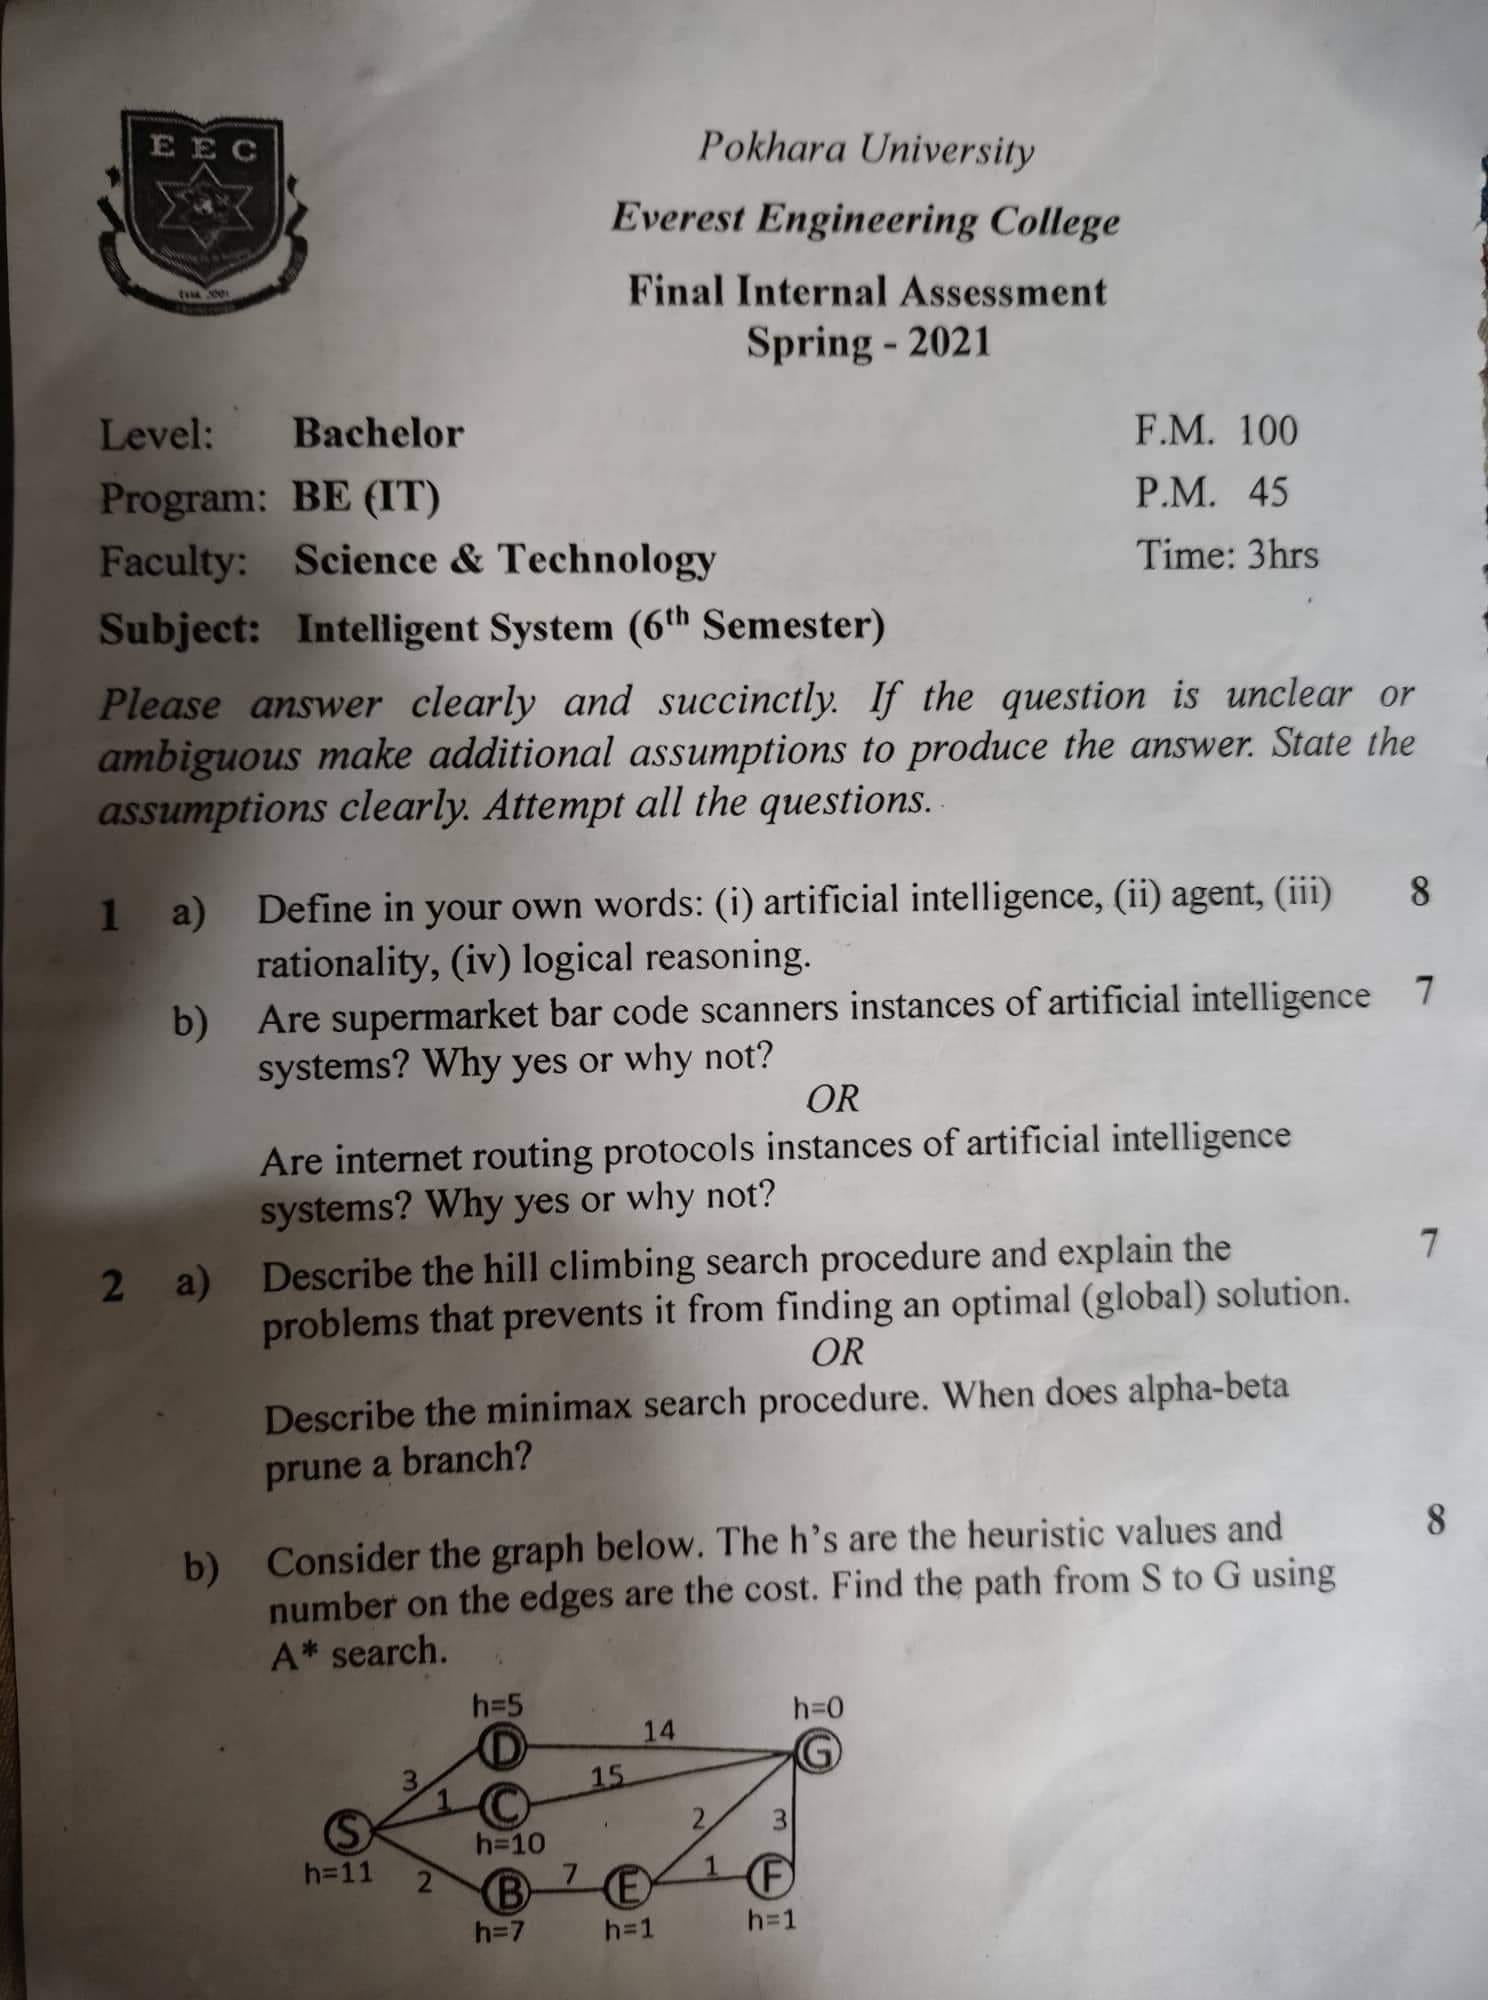 E E C
Pokhara University
Everest Engineering College
Final Internal Assessment
Spring - 2021
Level: Bachelor F.M. 100
Program: BE (IT) P.M. 45
Faculty: Science & Technology Time: 3hrs
Subject: Intelligent System (6th Semester)
Please answer clearly and succinctly. If the question is unclear or
ambiguous make additional assumptions to produce the answer. State the
assumptions clearly. Attempt all the questions.
1 a) Define in your own words: (i) artificial intelligence, (ii) agent, (iii) 8
rationality, (iv) logical reasoning.
b) Are supermarket bar code scanners instances of artificial intelligence 7
systems? Why yes or why not?
OR
Are internet routing protocols instances of artificial intelligence
systems? Why yes or why not?
2 a) Describe the hill climbing search procedure and explain the 7
problems that prevents it from finding an optimal (global) solution.
OR
Describe the minimax search procedure. When does alpha-beta
prune a branch?
b) Consider the graph below. The h's are the heuristic values and 8
number on the edges are the cost. Find the path from S to G using
A* search.
h=5 h=0
D 14 G
3 15
1 C 2 3
S h=10
h=11 2 B 7 E 1 F
h=7 h=1 h=1